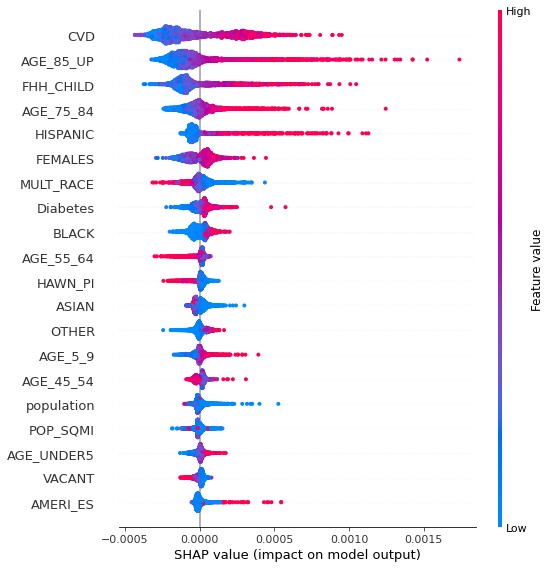 High
CVD
AGE_85_UP
FHH_CHILD
AGE_75_84
HISPANIC
FEMALES
MULT_RACE
Diabetes
BLACK
AGE_55_64
HAWN_PI
ASIAN
OTHER
AGE_5_9
AGE_45_54
population
POP_SQMI
AGE_UNDER5
VACANT
AMERI_ES
Feature value
Low
−0.0005 0.0000 0.0005 0.0010 0.0015
SHAP value (impact on model output)